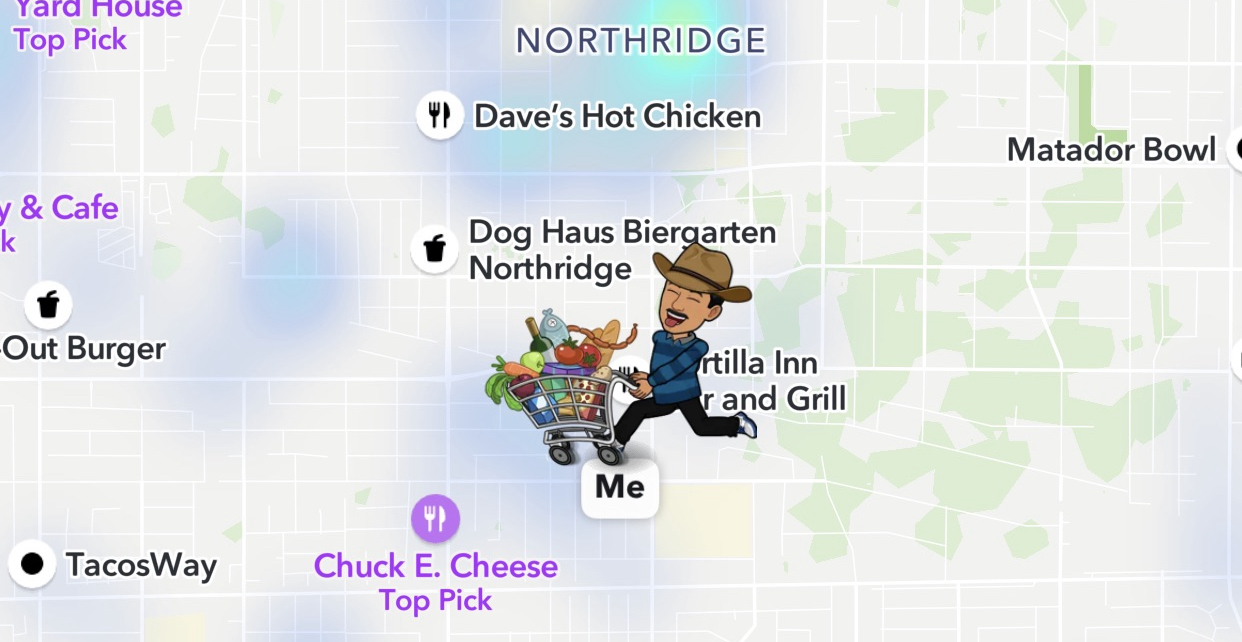 Yard House
Top Pick
NORTHRIDGE
Dave's Hot Chicken
Matador Bowl
y & Cafe
k
Dog Haus Biergarten
Northridge
-Out Burger
rtilla Inn
r and Grill
Me
Chuck E. Cheese
Top Pick
TacosWay